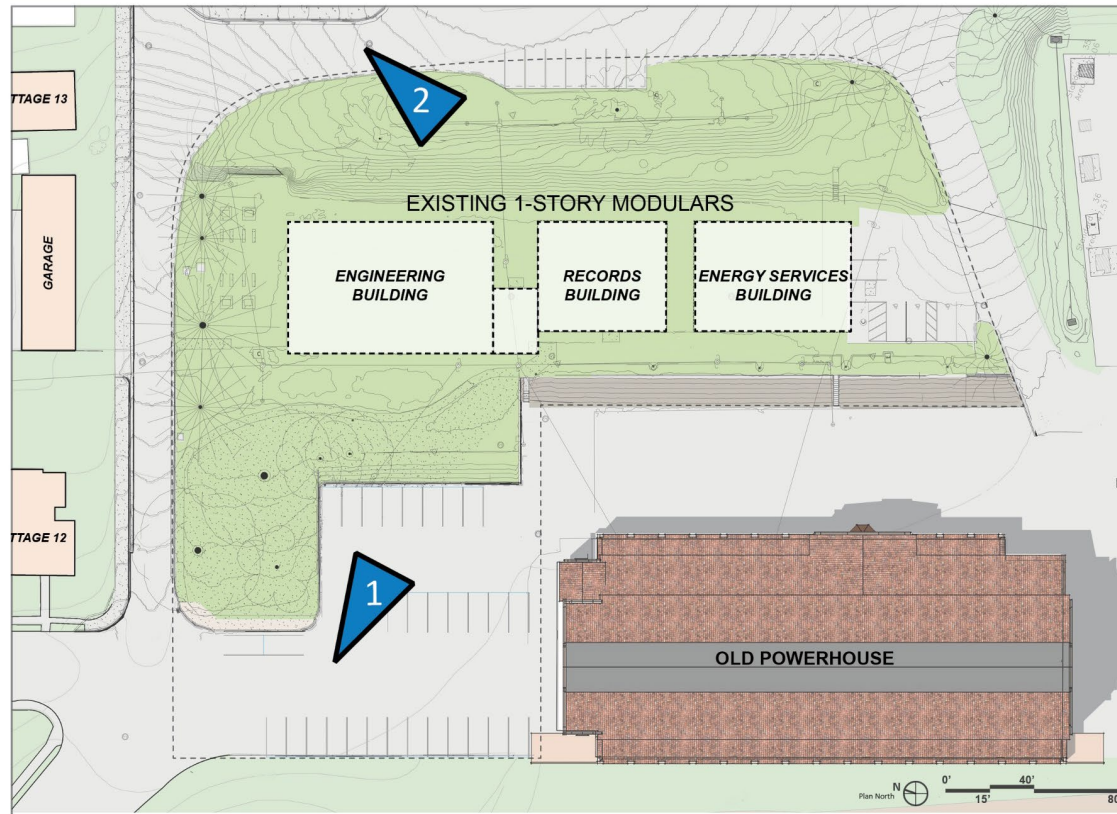 2
TTAGE 13
EXISTING 1-STORY MODULARS
GARAGE
ENGINEERING
BUILDING
RECORDS
BUILDING
ENERGY SERVICES
BUILDING
TTAGE 12
1
OLD POWERHOUSE
N
Plan North
0'
40'
15'
80